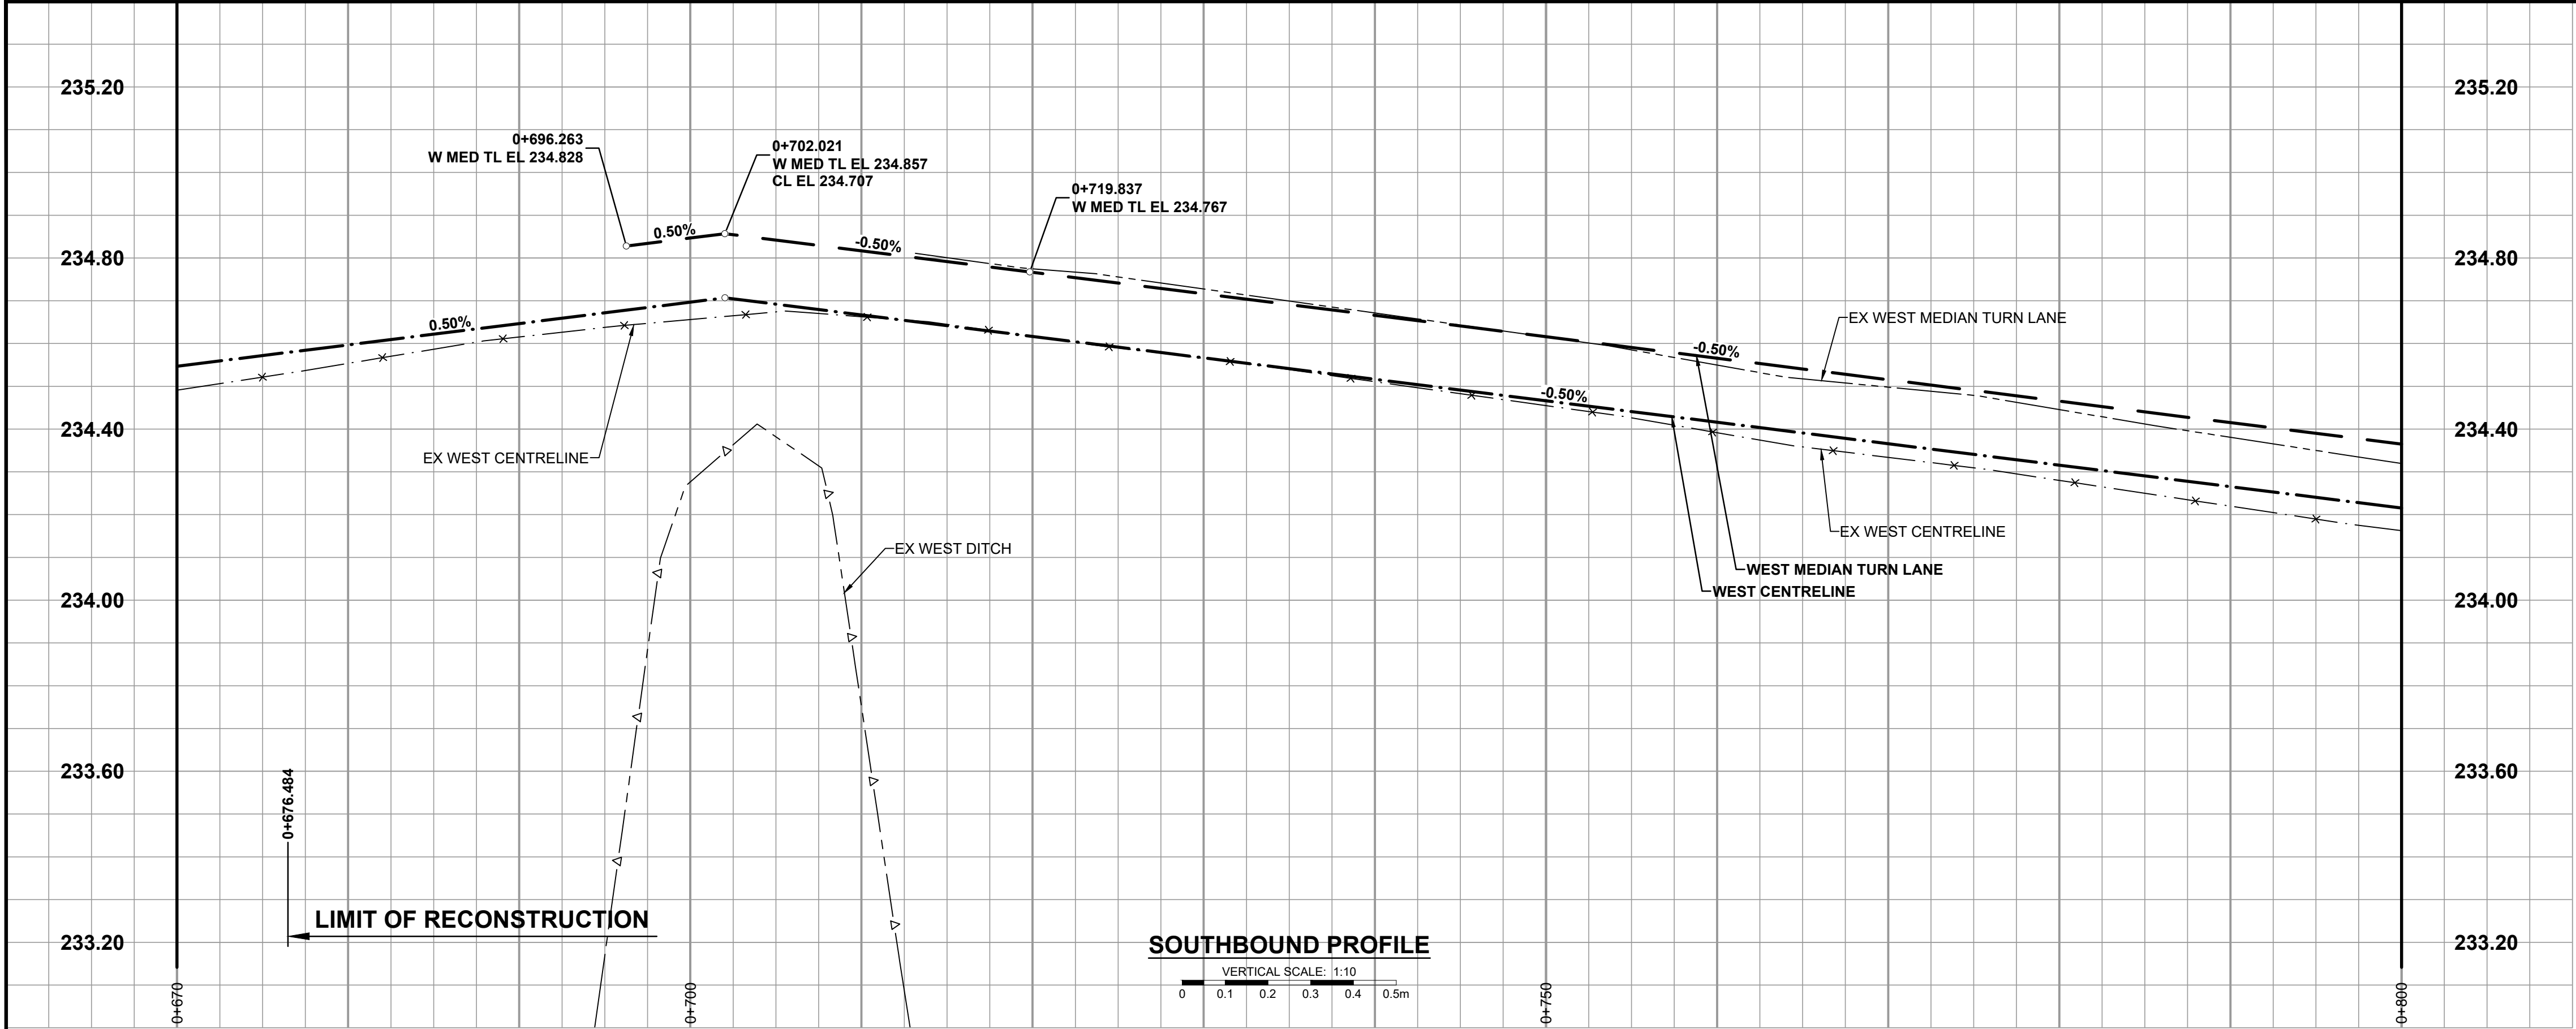 235.20
235.20
0+696.263
W MED TL EL 234.828
0+702.021
W MED TL EL 234.857
CL EL 234.707
0+719.837
W MED TL EL 234.767
0.50%
-0.50%
234.80
234.80
0.50%
EX WEST MEDIAN TURN LANE
-0.50%
-0.50%
234.40
234.40
EX WEST CENTRELINE
EX WEST CENTRELINE
EX WEST DITCH
WEST MEDIAN TURN LANE
WEST CENTRELINE
234.00
234.00
233.60
233.60
0+676.484
LIMIT OF RECONSTRUCTION
233.20
233.20
SOUTHBOUND PROFILE
VERTICAL SCALE: 1:10
0 0.1 0.2 0.3 0.4 0.5m
0+670
0+700
0+750
0+800